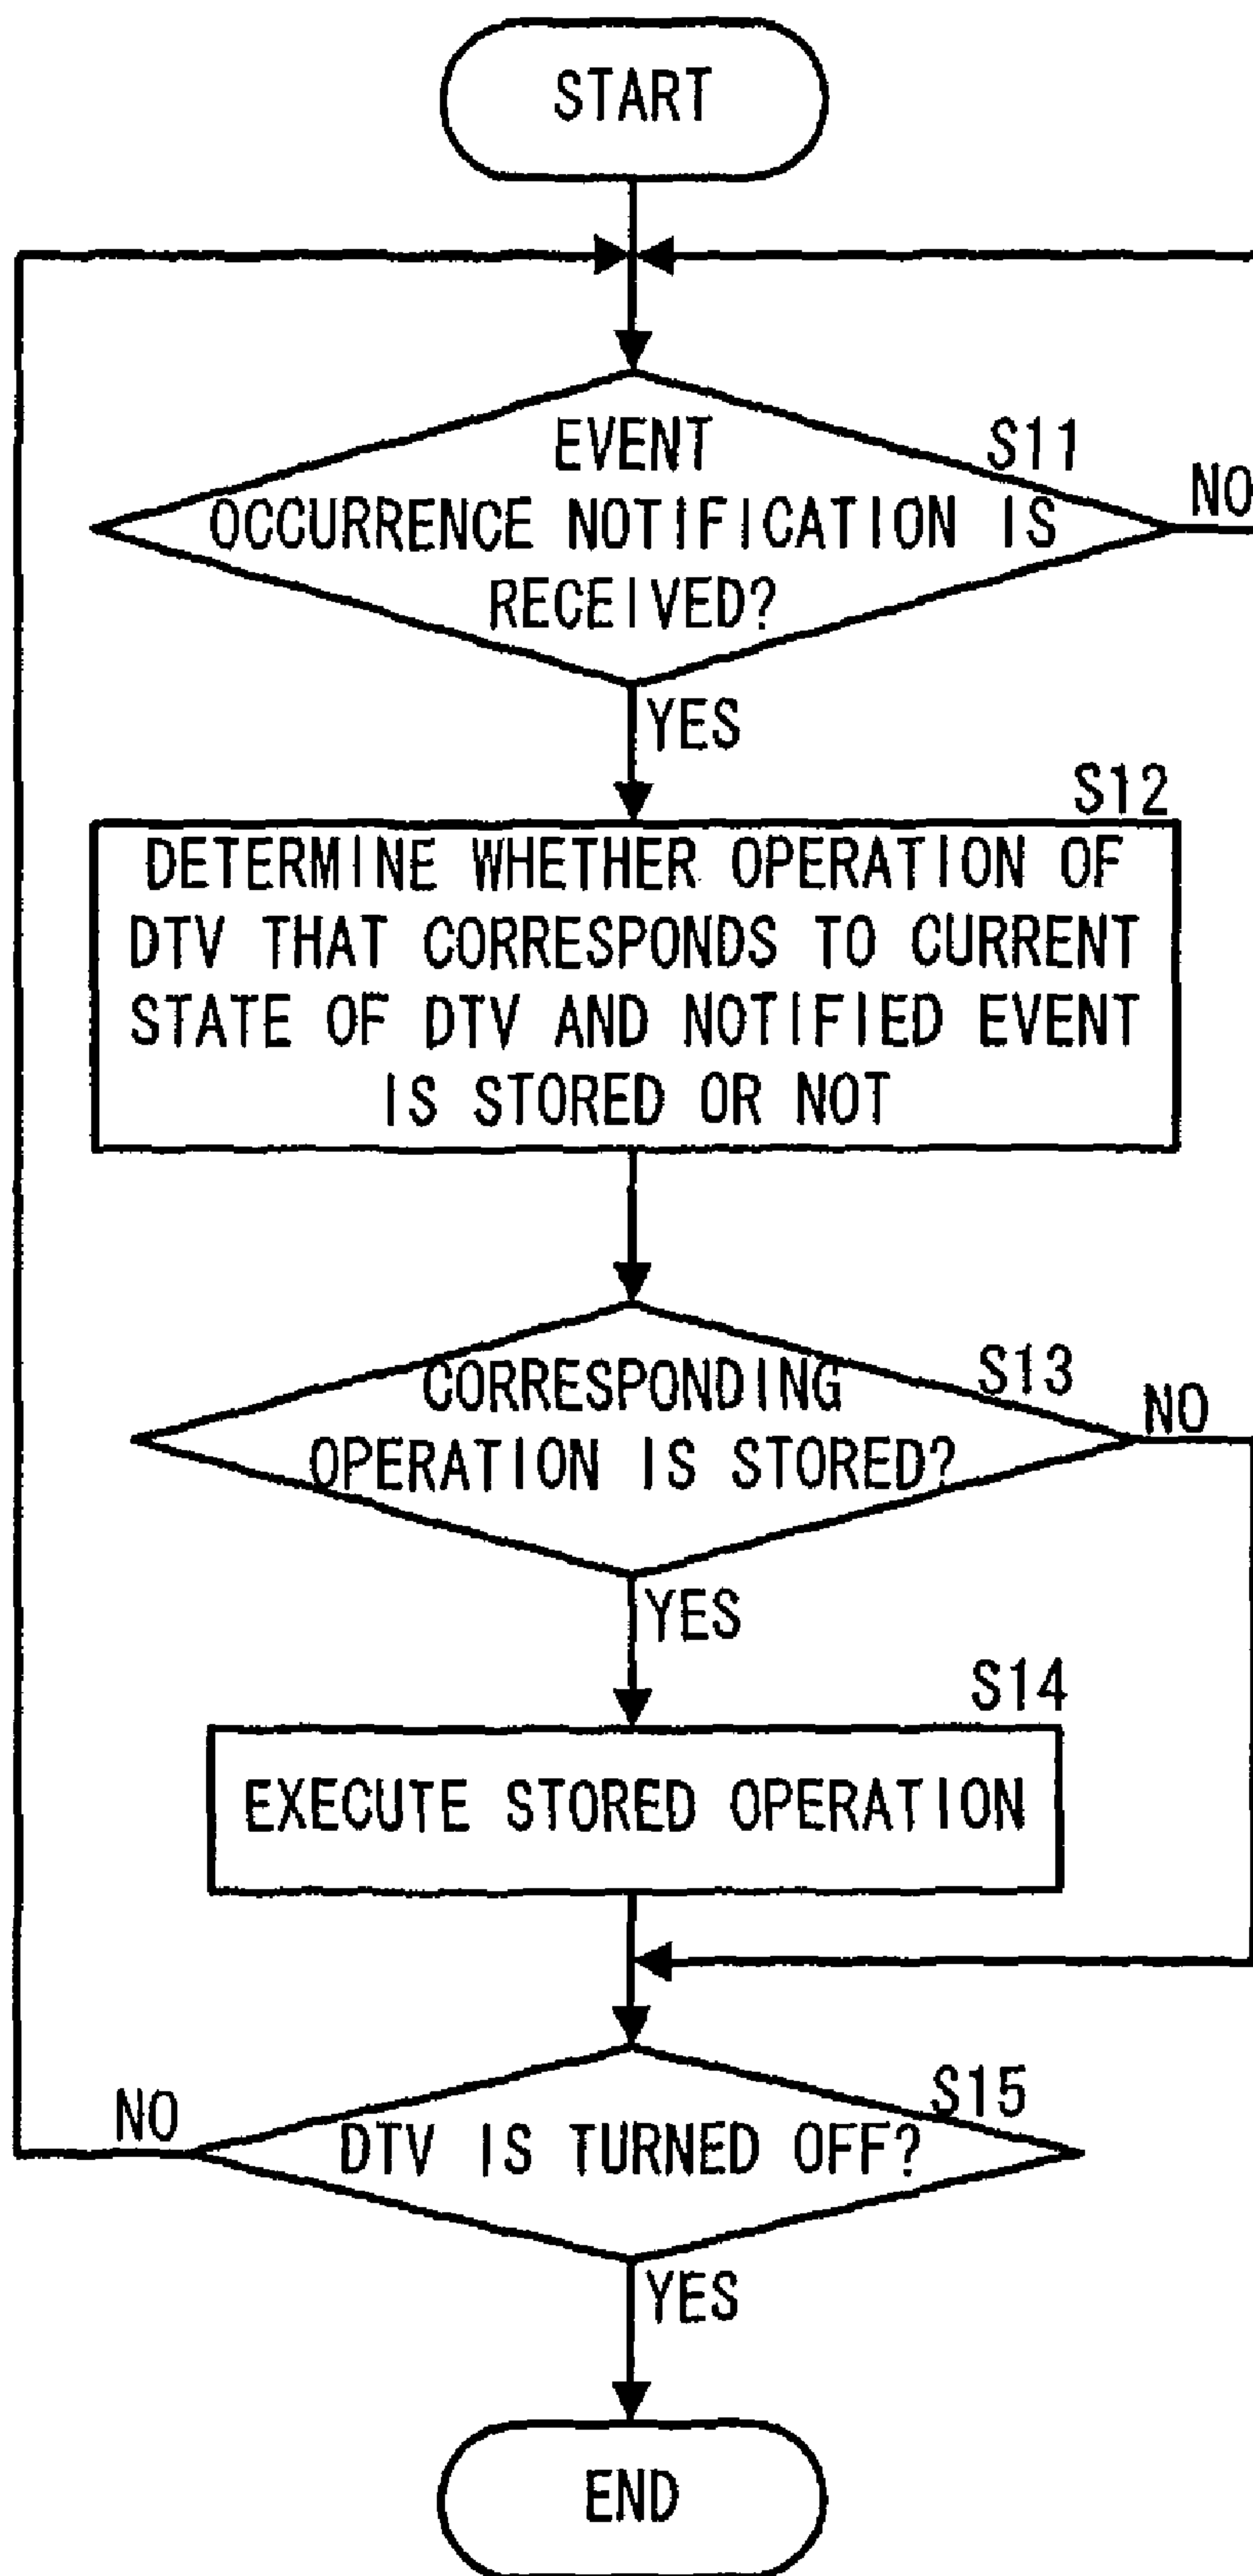 START
EVENT
S11
NO
OCCURRENCE NOTIFICATION IS
RECEIVED?
YES
S12
DETERMINE WHETHER OPERATION OF
DTV THAT CORRESPONDS TO CURRENT
STATE OF DTV AND NOTIFIED EVENT
IS STORED OR NOT
S13
CORRESPONDING
NO
OPERATION IS STORED?
YES
S14
EXECUTE STORED OPERATION
S15
NO
DTV IS TURNED OFF?
YES
END